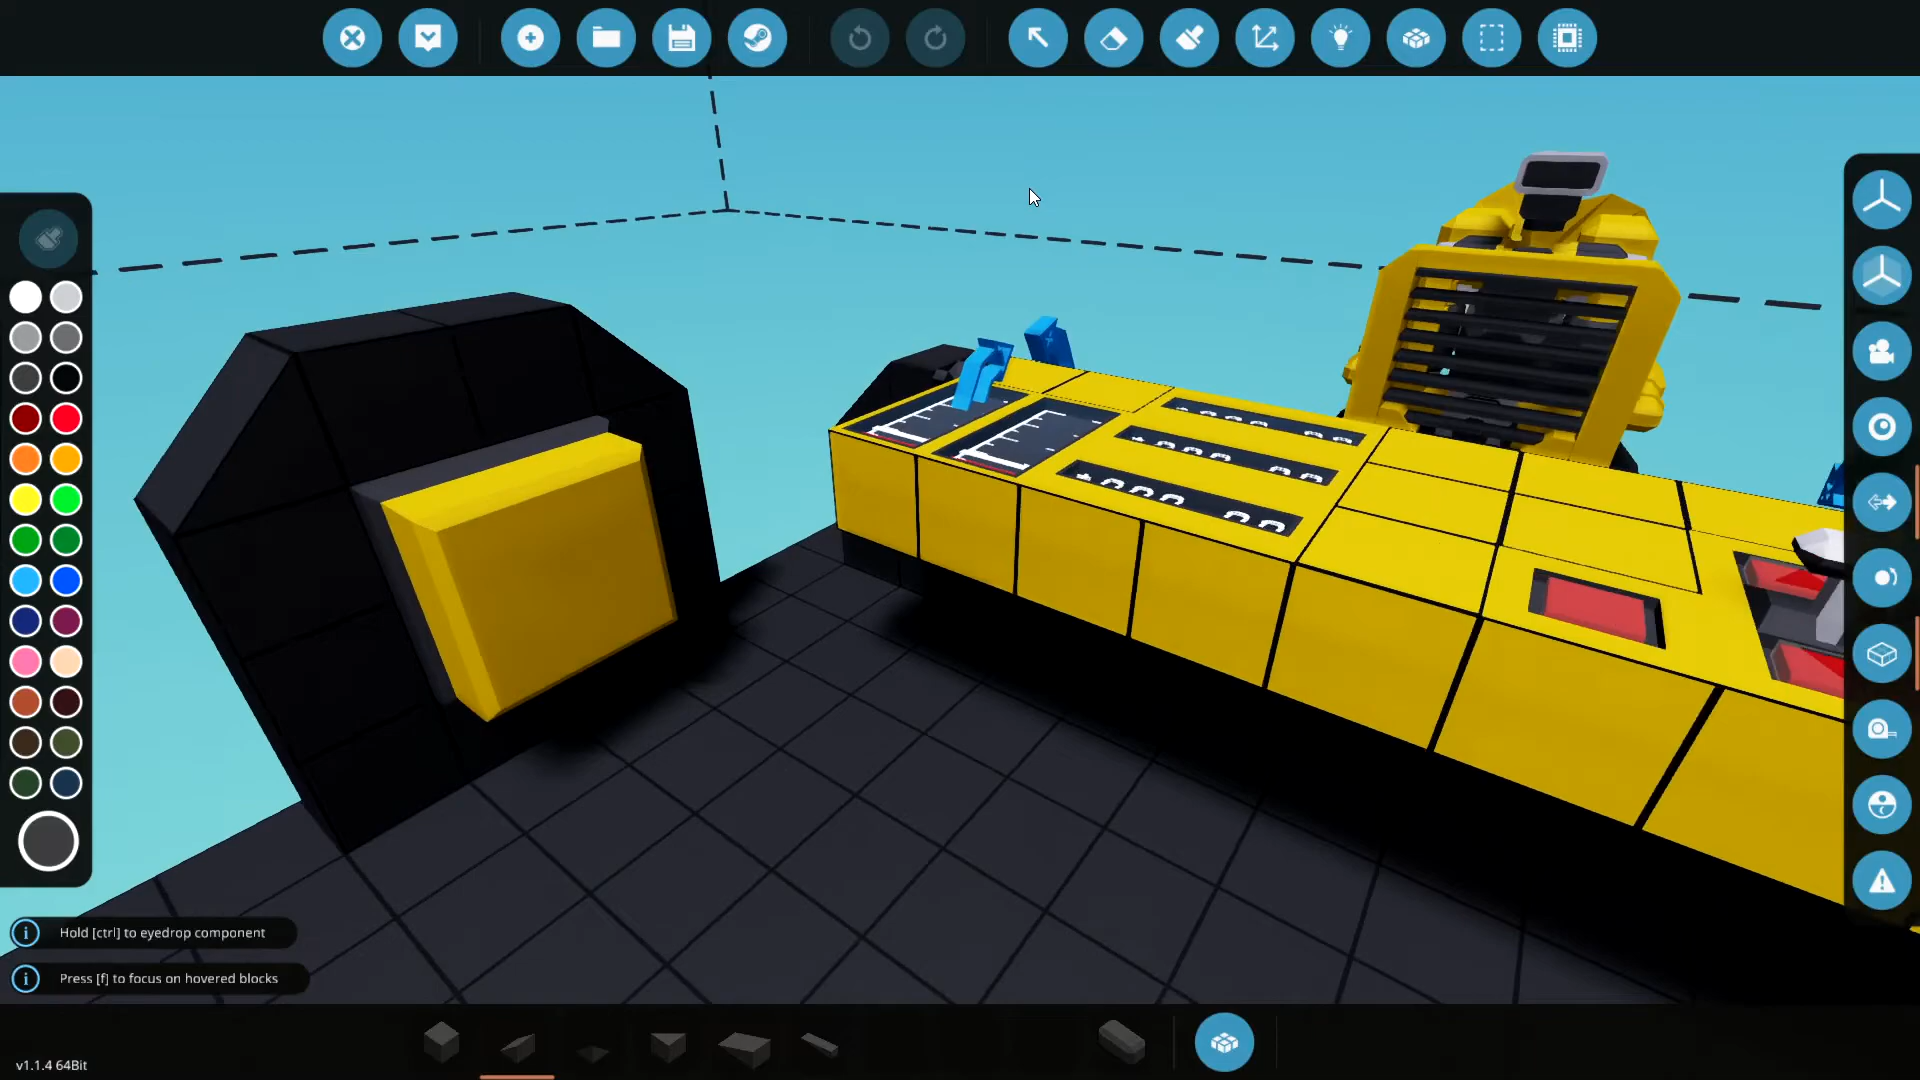 Hold [ctrl] to eyedrop component
Press [f] to focus on hovered blocks
v1.1.4 64Bit